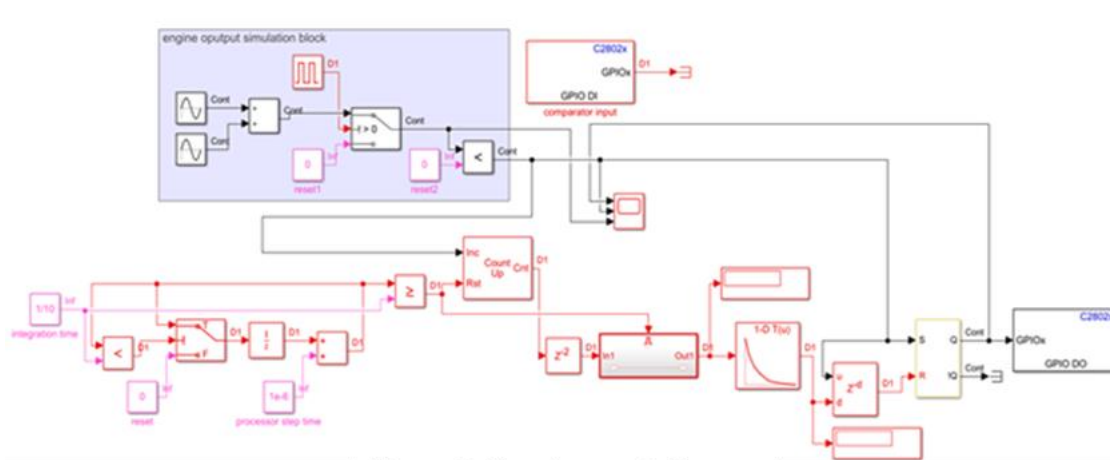 engine oputput simulation block
D1
Cont
Cont
Cont
+
+
> 0
Cont
0
Inf
reset1
0
Inf
reset2
<
Cont
C2802x
GPIOx
D1
GPIO DI
comparator input
Inc
Count
Up
Cnt
Rst
D1
≥
D1
1/10
Inf
integration time
<
D1
T
F
D1
D1
+
+
D1
0
Inf
reset
1e-6
Inf
processor step time
Z-2
D1
In1
Out1
D1
1-D T(u)
D1
u
d
Z-d
D1
S
R
Q
!Q
Cont
Cont
C2802x
GPIOx
GPIO DO